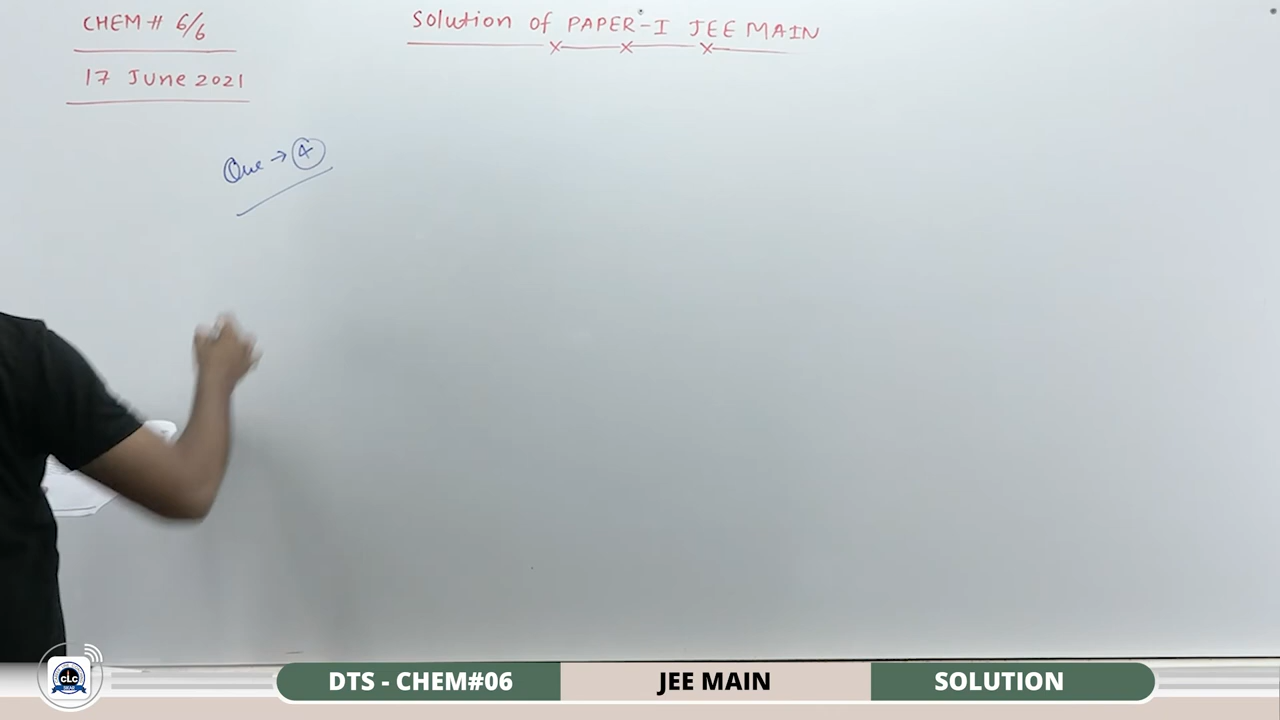 CHEM # 6/6
17 June 2021
Solution of PAPER-I JEE MAIN
Que → 4
CLC
DTS - CHEM#06
JEE MAIN
SOLUTION